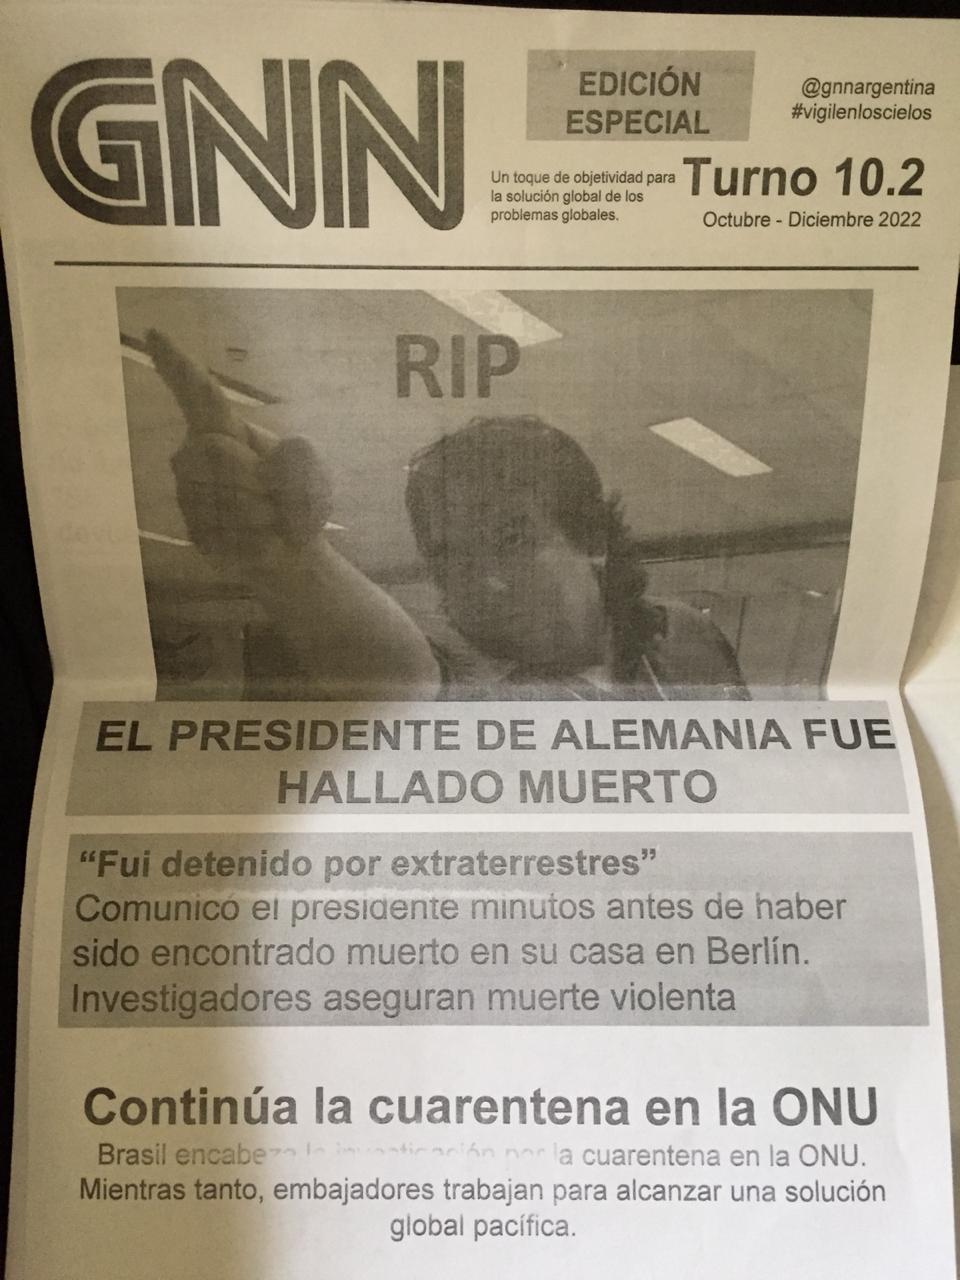 GNN
EDICIÓN
ESPECIAL
@gnnargentina
#vigilenloscielos
Un toque de objetividad para
la solución global de los
problemas globales.
Turno 10.2
Octubre - Diciembre 2022
RIP
EL PRESIDENTE DE ALEMANIA FUE
HALLADO MUERTO
“Fui detenido por extraterrestres”
Comunicó el presidente minutos antes de haber
sido encontrado muerto en su casa en Berlín.
Investigadores aseguran muerte violenta
Continúa la cuarentena en la ONU
Brasil encabeza la investigación por la cuarentena en la ONU.
Mientras tanto, embajadores trabajan para alcanzar una solución
global pacífica.